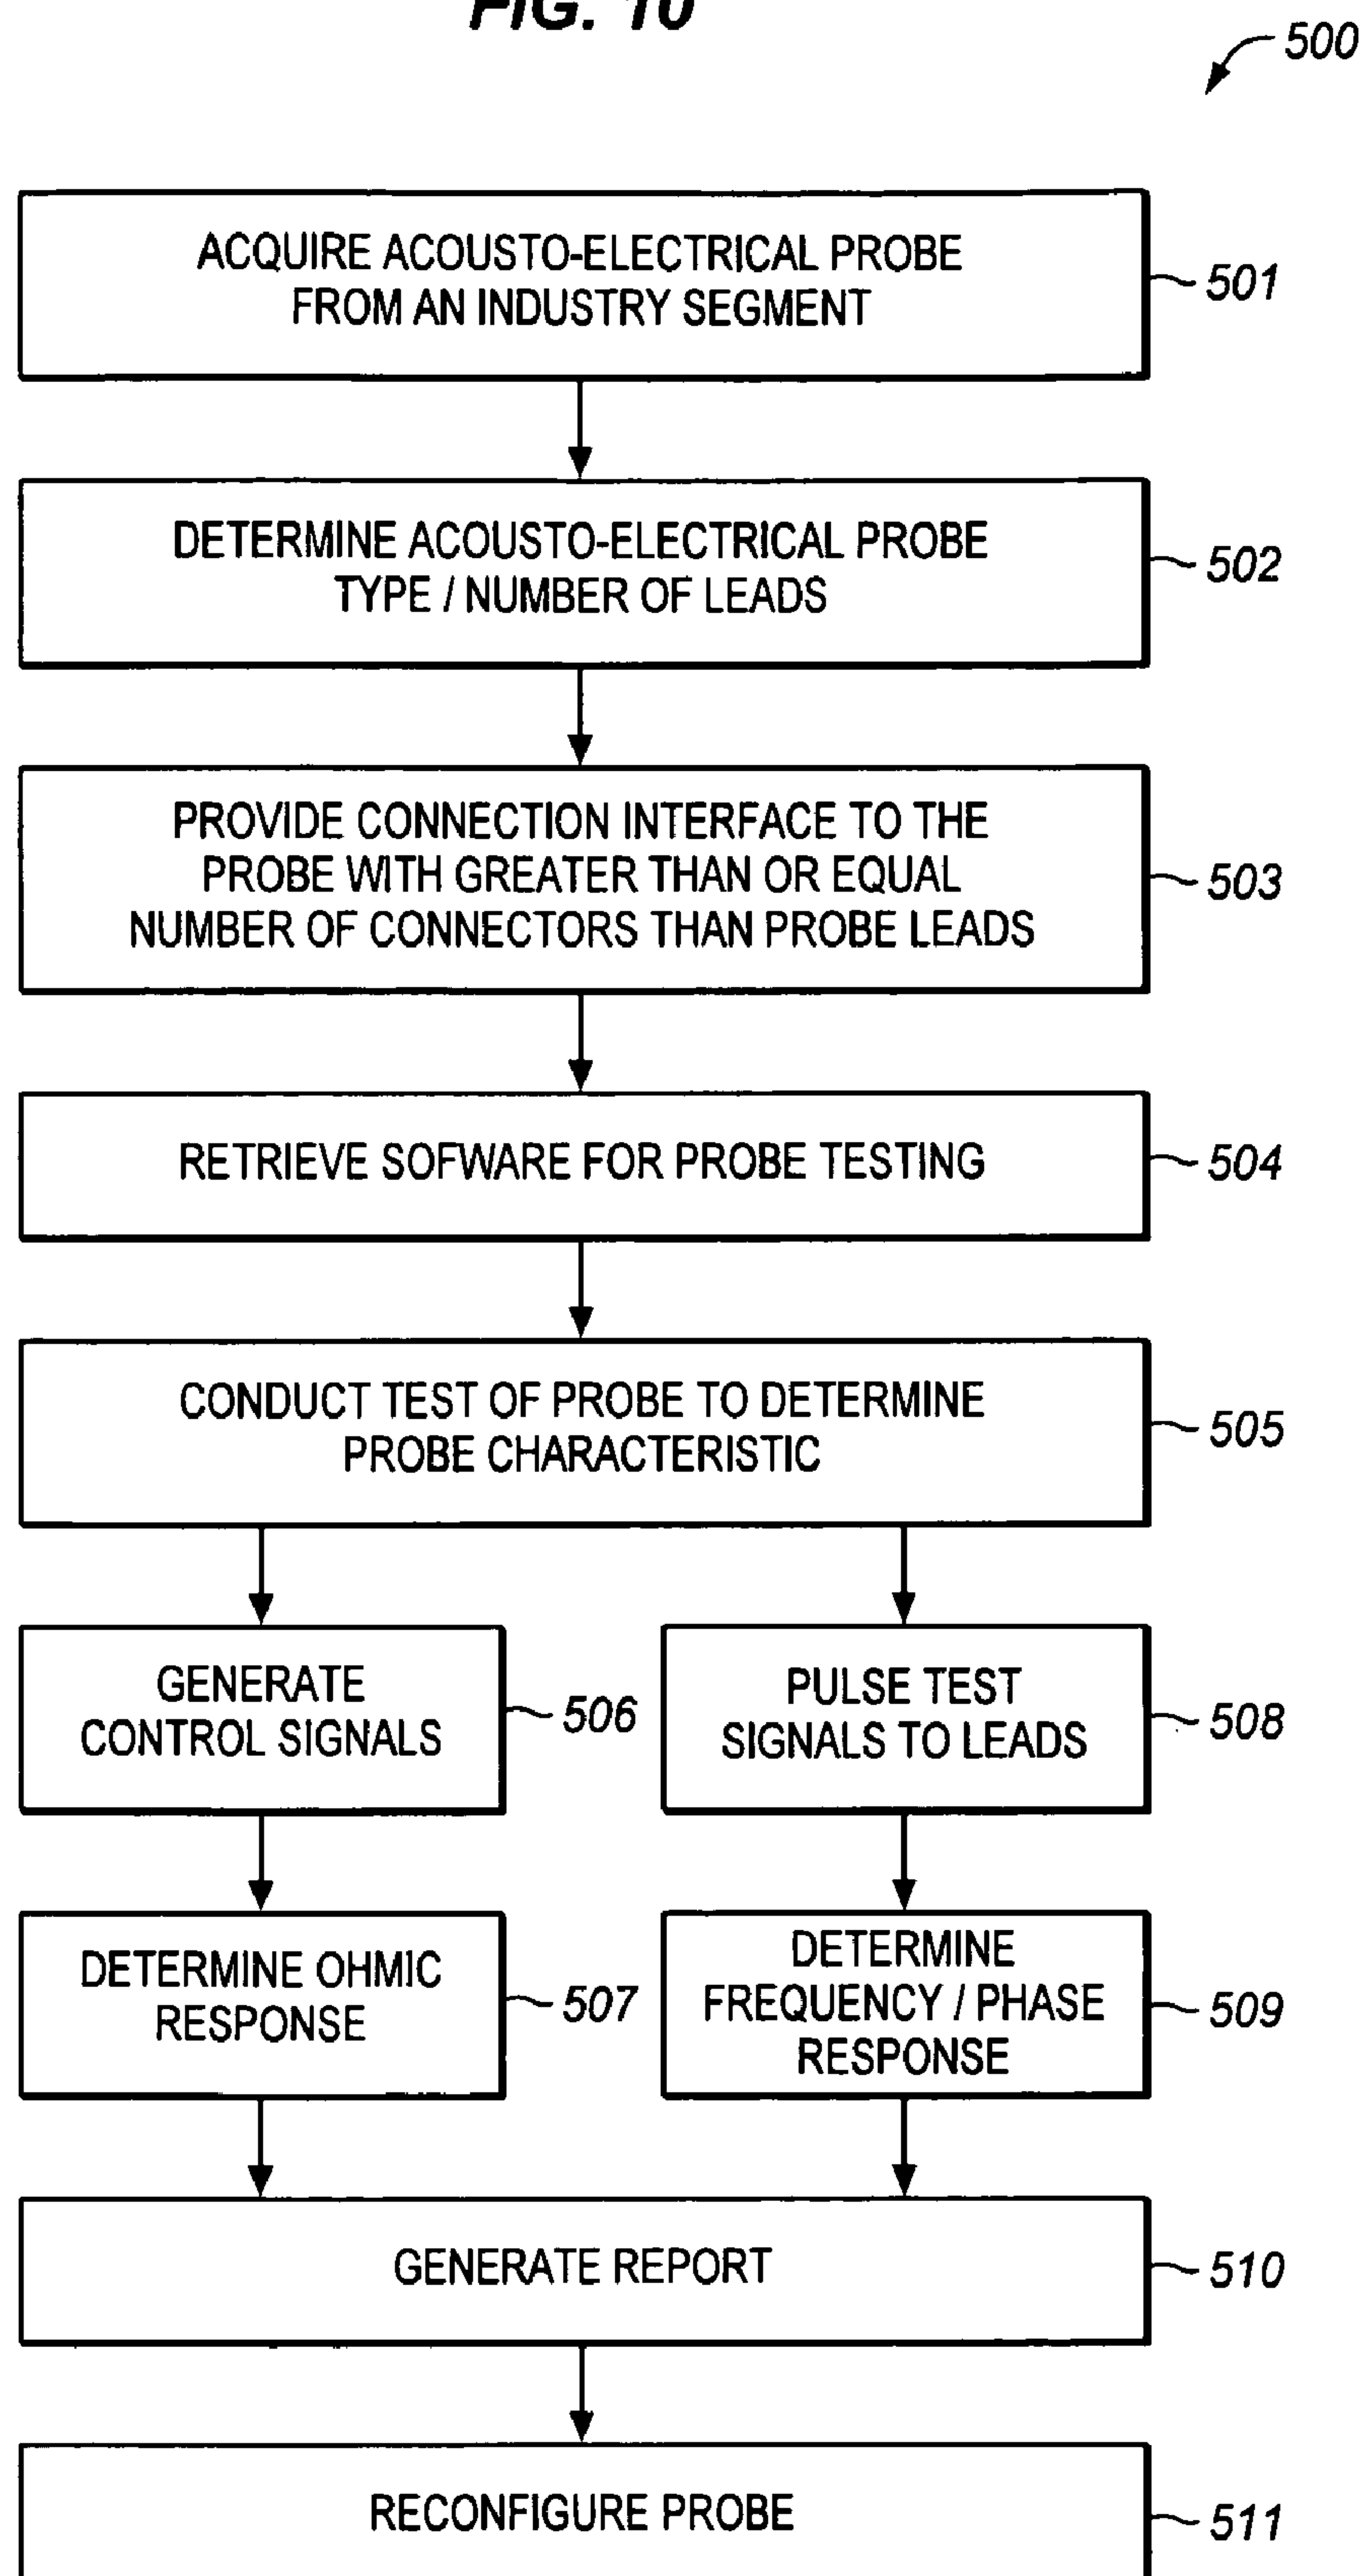 FIG. 10
500
ACQUIRE ACOUSTO-ELECTRICAL PROBE
FROM AN INDUSTRY SEGMENT
501
DETERMINE ACOUSTO-ELECTRICAL PROBE
TYPE / NUMBER OF LEADS
502
PROVIDE CONNECTION INTERFACE TO THE
PROBE WITH GREATER THAN OR EQUAL
NUMBER OF CONNECTORS THAN PROBE LEADS
503
RETRIEVE SOFWARE FOR PROBE TESTING
504
CONDUCT TEST OF PROBE TO DETERMINE
PROBE CHARACTERISTIC
505
GENERATE
CONTROL SIGNALS
506
PULSE TEST
SIGNALS TO LEADS
508
DETERMINE OHMIC
RESPONSE
507
DETERMINE
FREQUENCY / PHASE
RESPONSE
509
GENERATE REPORT
510
RECONFIGURE PROBE
511